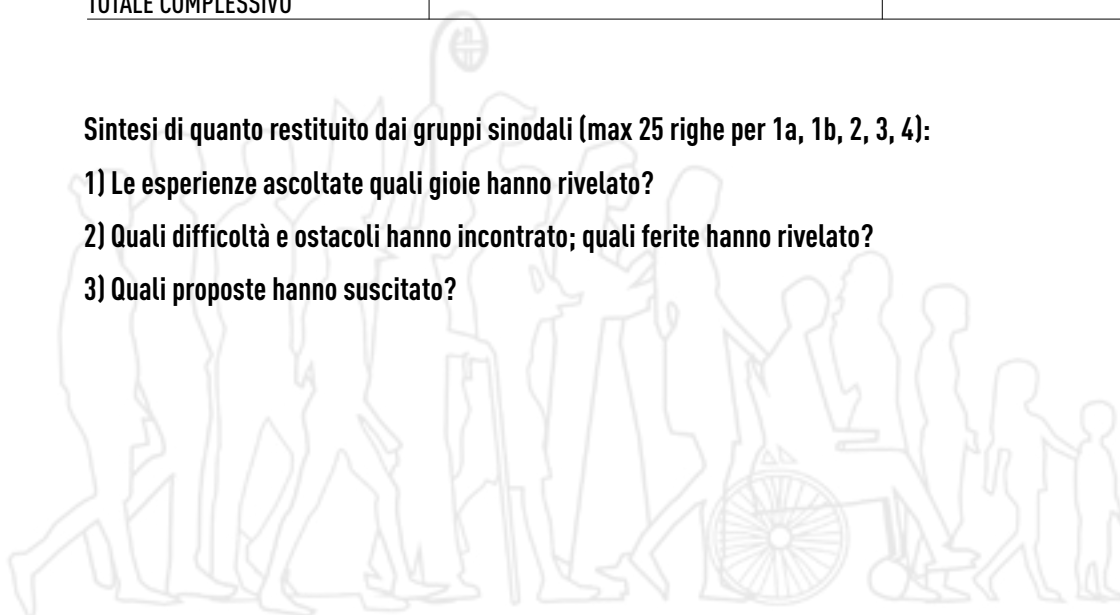 TOTALE COMPLESSIVO
Sintesi di quanto restituito dai gruppi sinodali (max 25 righe per 1a, 1b, 2, 3, 4):
1) Le esperienze ascoltate quali gioie hanno rivelato?
2) Quali difficoltà e ostacoli hanno incontrato; quali ferite hanno rivelato?
3) Quali proposte hanno suscitato?